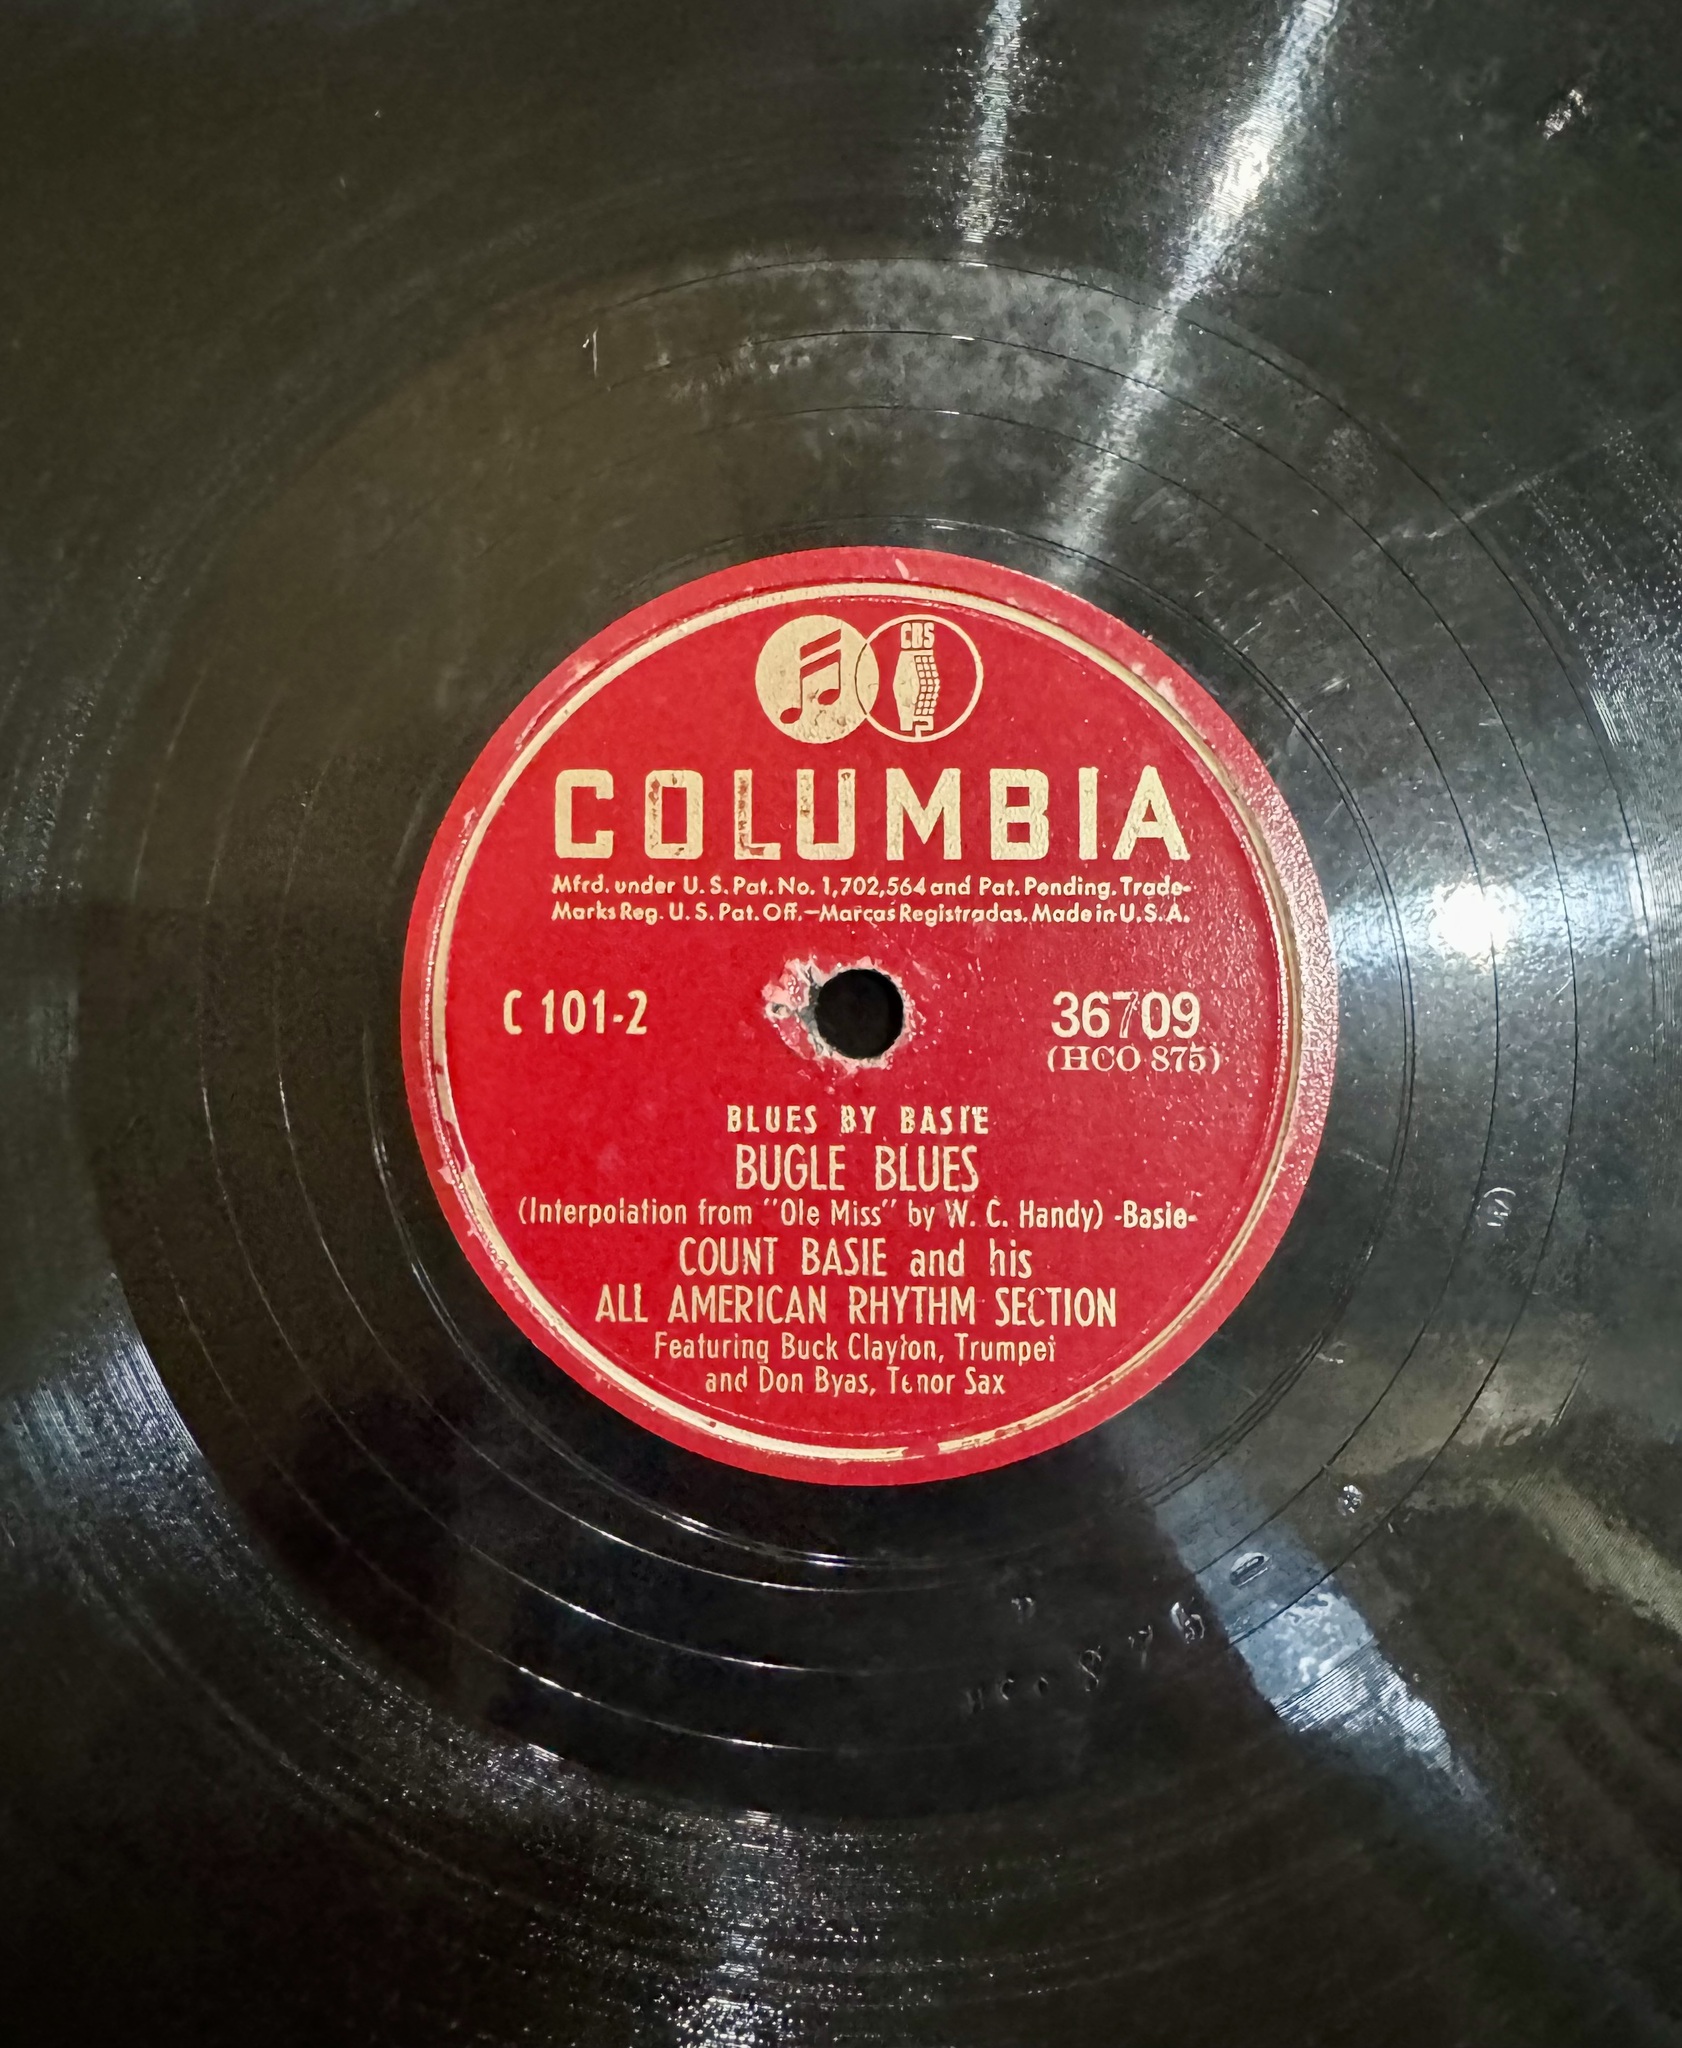 CBS
COLUMBIA
Mfrd. under U. S. Pat. No. 1,702,564 and Pat. Pending. Trade-
Marks Reg. U. S. Pat. Off.—Marcas Registradas. Made in U. S. A.
C 101-2
36709
(HCO 875)
BLUES BY BASIE
BUGLE BLUES
(Interpolation from "Ole Miss" by W. C. Handy) -Basie-
COUNT BASIE and his
ALL AMERICAN RHYTHM SECTION
Featuring Buck Clayton, Trumpet
and Don Byas, Tenor Sax